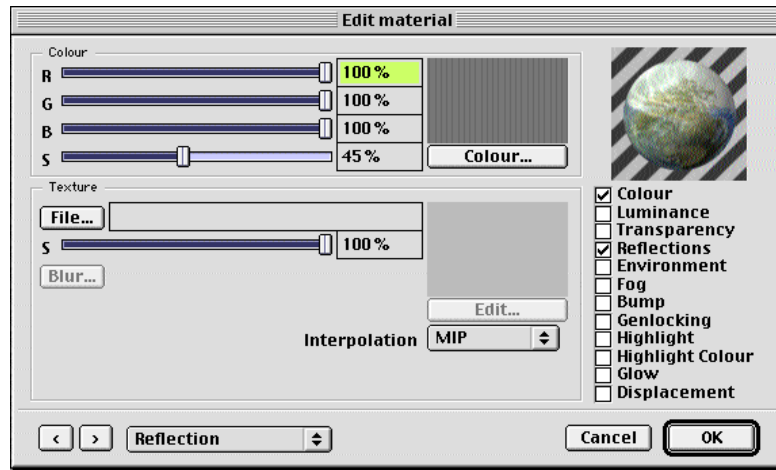 Edit material
Colour
R 100 %
G 100 %
B 100 %
S 45 %
Colour...
Texture
File...
S 100 %
Blur...
Edit...
Interpolation MIP
Colour
Luminance
Transparency
Reflections
Environment
Fog
Bump
Genlocking
Highlight
Highlight Colour
Glow
Displacement
< > Reflection
Cancel OK